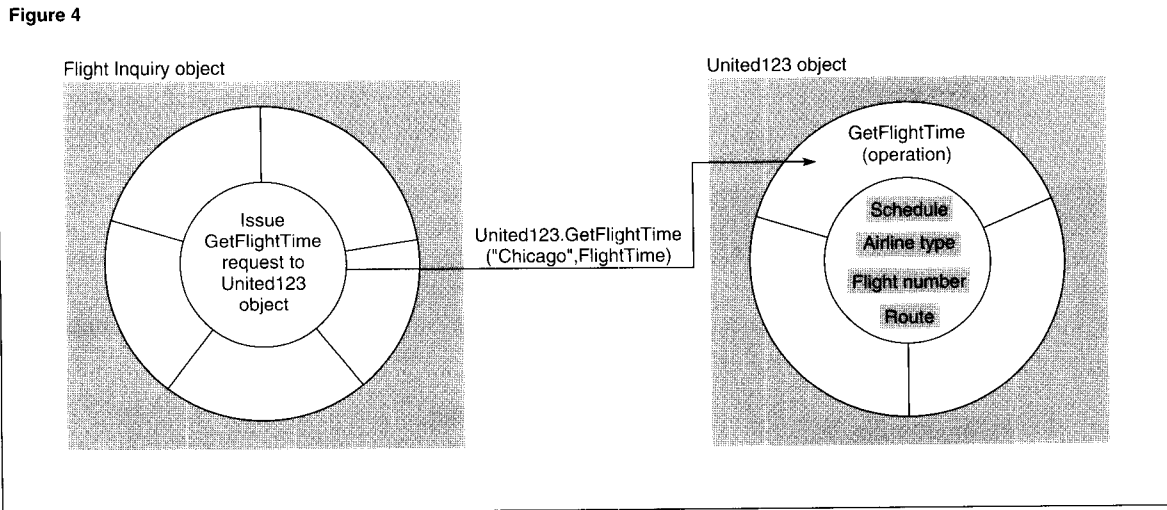 Figure 4
Flight Inquiry object
Issue
GetFlightTime
request to
United123
object
United123.GetFlightTime
("Chicago",FlightTime)
United123 object
GetFlightTime
(operation)
Schedule
Airline type
Flight number
Route